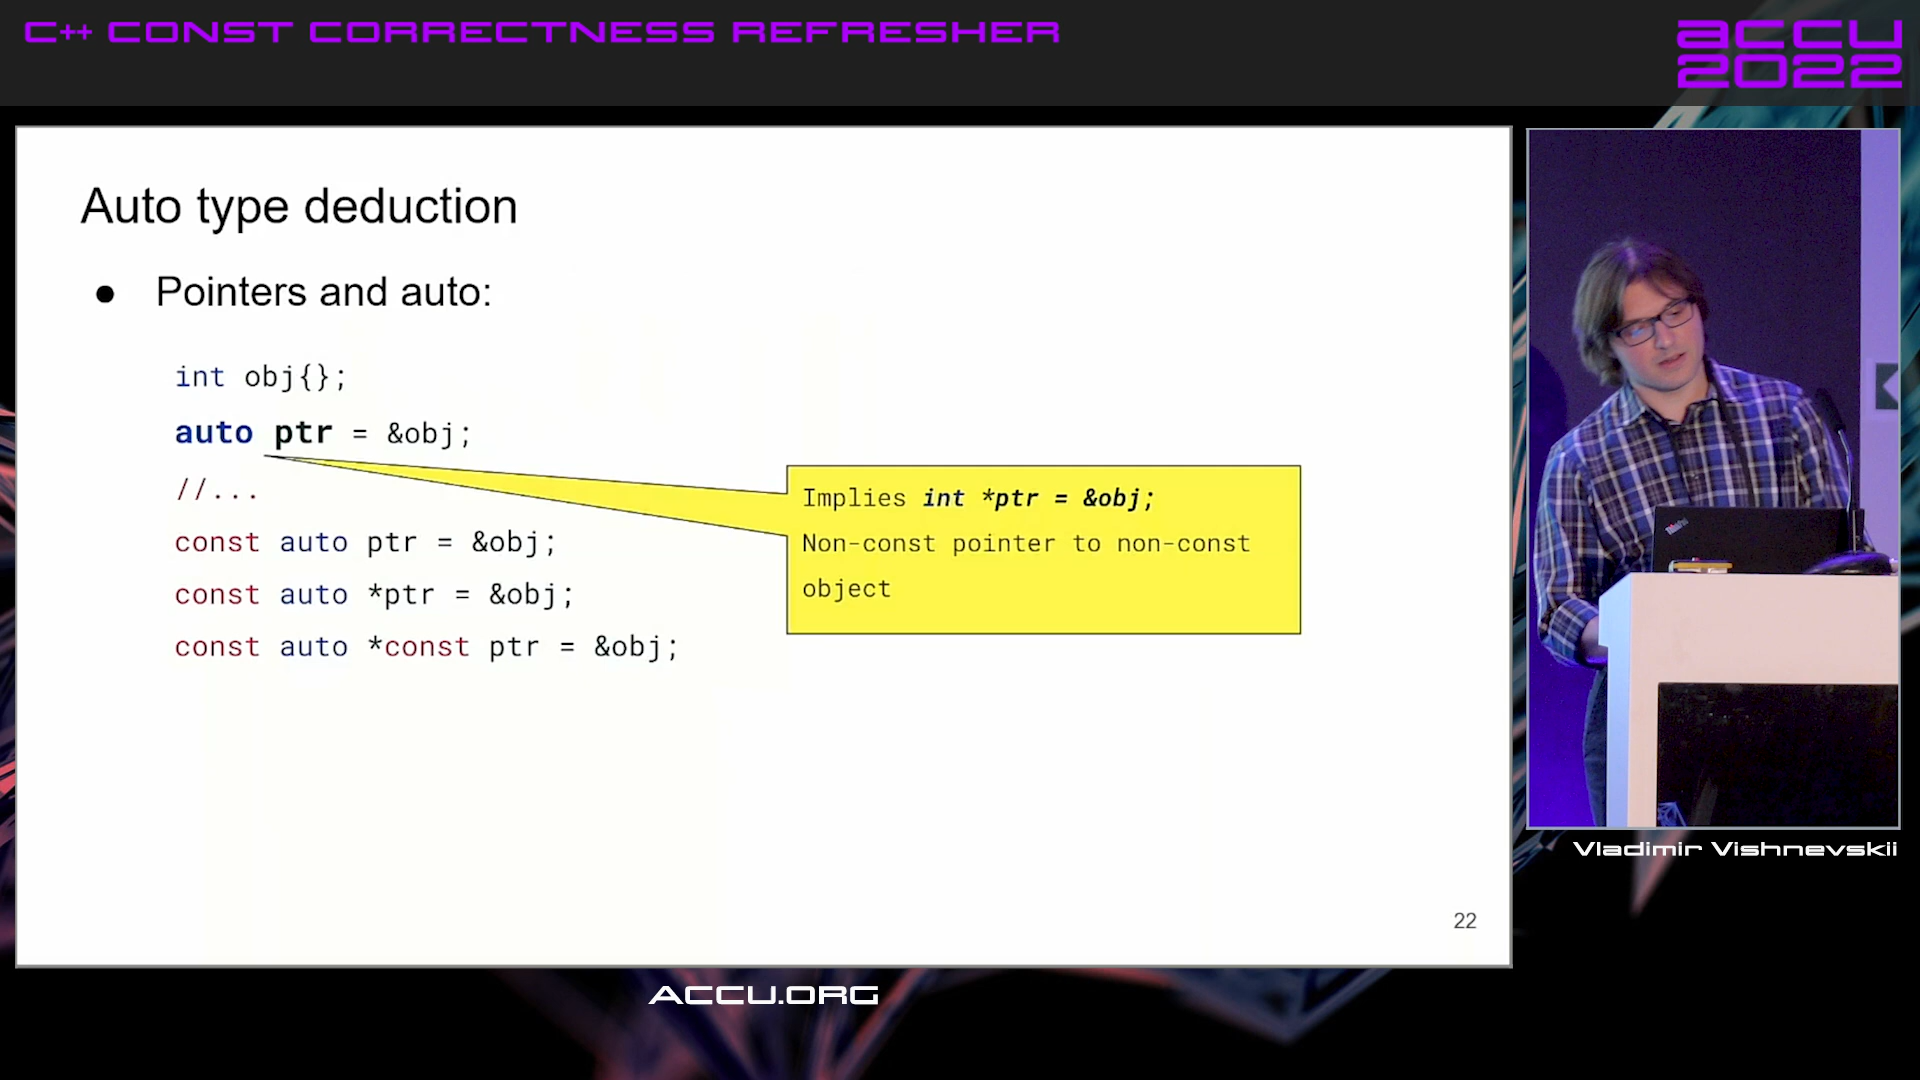 C++ CONST CORRECTNESS REFRESHER
accu
2022
Auto type deduction
● Pointers and auto:
int obj{};
auto ptr = &obj;
//...
const auto ptr = &obj;
const auto *ptr = &obj;
const auto *const ptr = &obj;
Implies int *ptr = &obj;
Non-const pointer to non-const
object
22
Vladimir Vishnevskii
ACCU.ORG